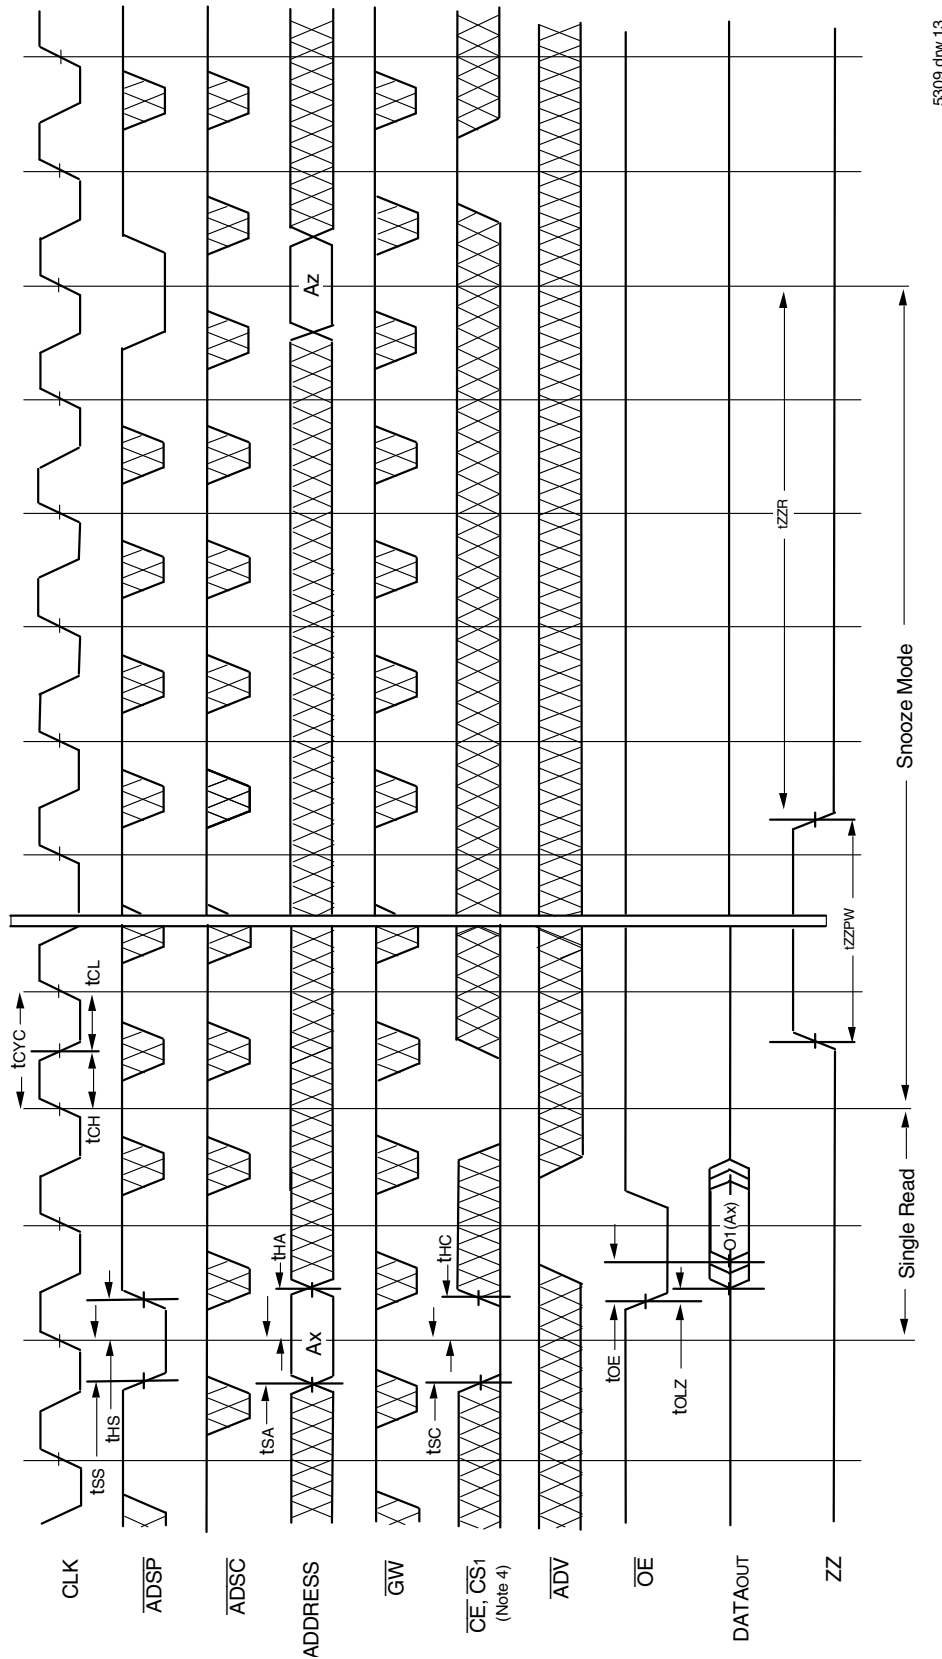 tCYC
tSS
tHS
tCH
tCL
CLK
ADSP
ADSC
tSA
tHA
Ax
Az
ADDRESS
GW
tSC
tHC
CE, CS1
(Note 4)
ADV
tOE
OE
tOLZ
O1(Ax)
DATAOUT
tZZR
tZZPW
ZZ
Single Read
Snooze Mode
5309 drw 13